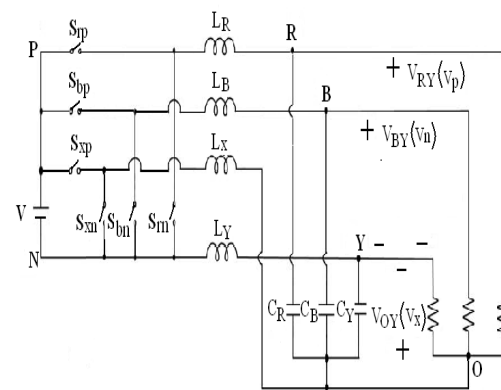 S_rp L_R R
P
+ V_RY(V_p)
S_bp L_B B
+ V_BY(V_n)
S_xp L_X
V
S_xn S_bn S_rn
L_Y Y − −
N
−
C_R C_B C_Y V_OY(V_x)
+
O